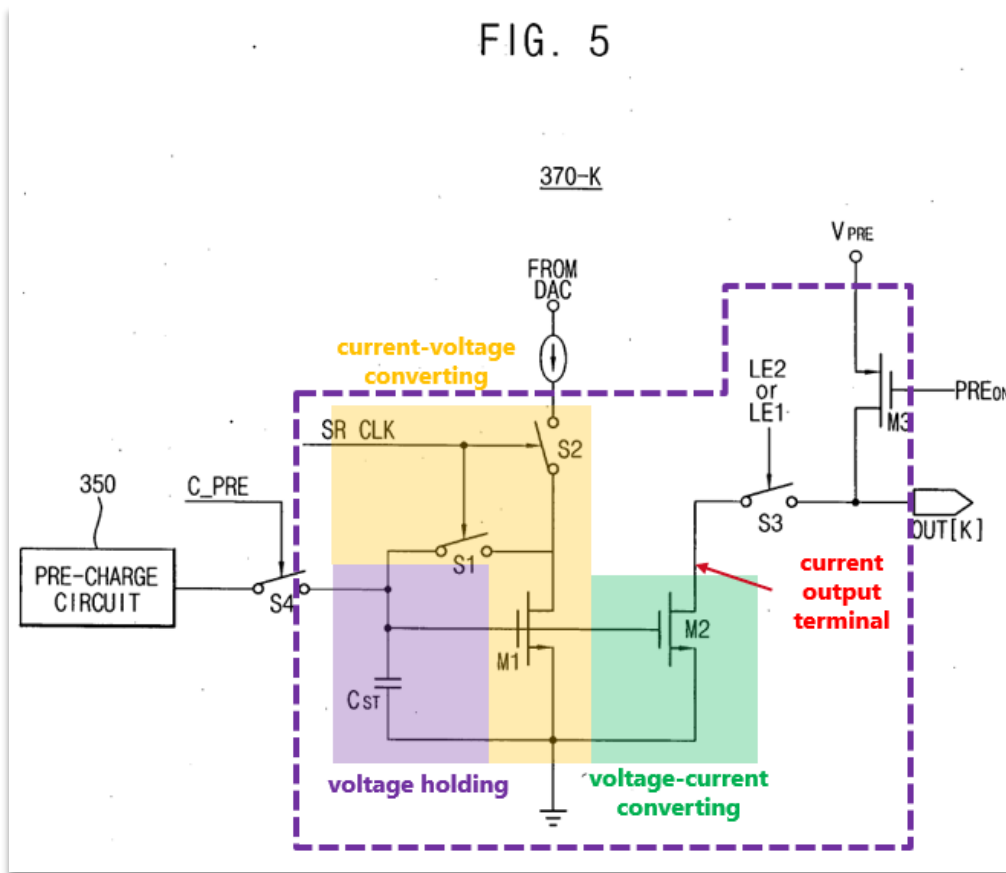 FIG. 5
370-K
VPRE
FROM
DAC
current-voltage
converting
LE2
or
LE1
PREON
M3
SR CLK
S2
350
C_PRE
S3
OUT[K]
S1
PRE-CHARGE
CIRCUIT
S4
current
output
terminal
M1
M2
CST
voltage holding
voltage-current
converting